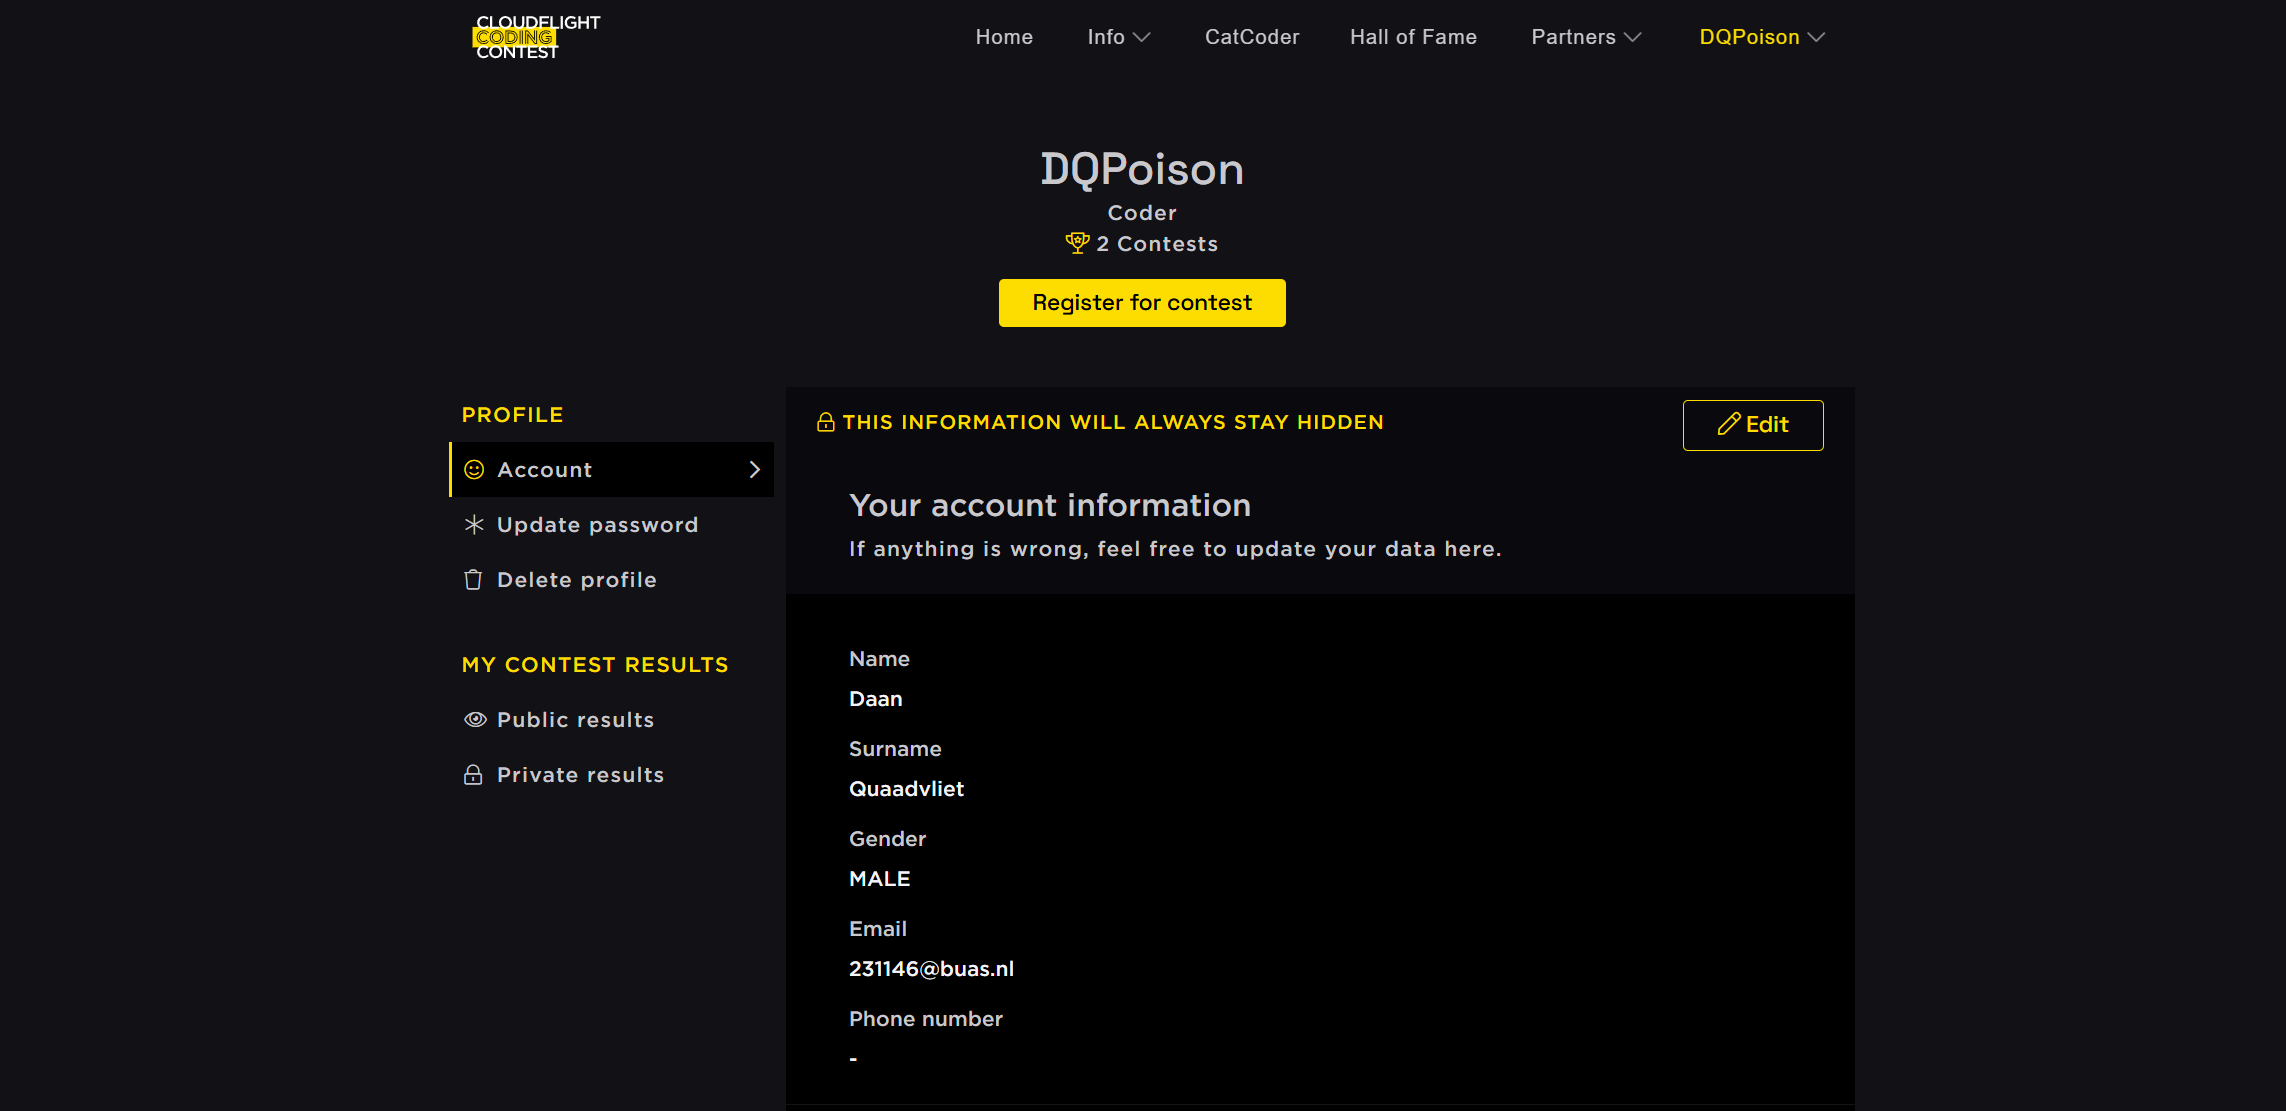 CLOUDFLIGHT
CODING
CONTEST
Home
Info
CatCoder
Hall of Fame
Partners
DQPoison
DQPoison
Coder
2 Contests
Register for contest
PROFILE
Account
Update password
Delete profile
MY CONTEST RESULTS
Public results
Private results
THIS INFORMATION WILL ALWAYS STAY HIDDEN
Edit
Your account information
If anything is wrong, feel free to update your data here.
Name
Daan
Surname
Quaadvliet
Gender
MALE
Email
231146@buas.nl
Phone number
-